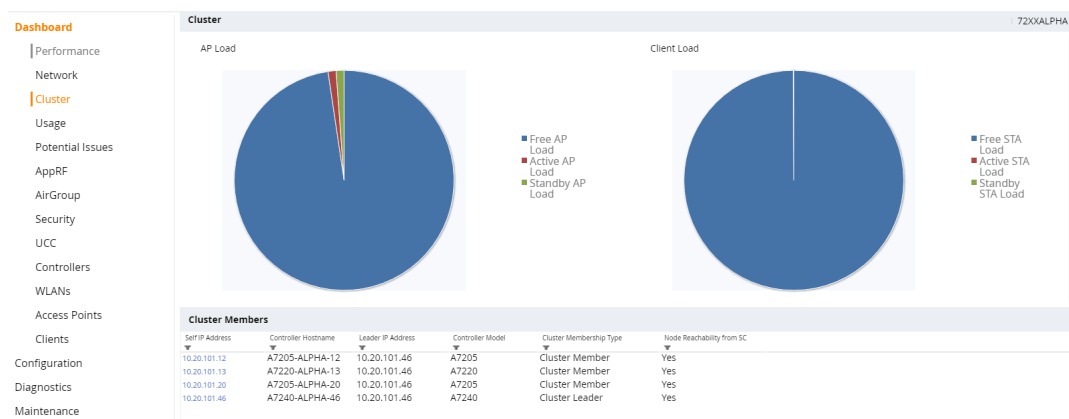 Dashboard
Performance
Network
Cluster
Usage
Potential Issues
AppRF
AirGroup
Security
UCC
Controllers
WLANs
Access Points
Clients
Configuration
Diagnostics
Maintenance
Cluster
72XXALPHA
AP Load
Free AP
Load
Active AP
Load
Standby AP
Load
Client Load
Free STA
Load
Active STA
Load
Standby
STA Load
Cluster Members
Self IP Address Controller Hostname Leader IP Address Controller Model Cluster Membership Type Node Reachability from SC
10.20.101.12 A7205-ALPHA-12 10.20.101.46 A7205 Cluster Member Yes
10.20.101.13 A7220-ALPHA-13 10.20.101.46 A7220 Cluster Member Yes
10.20.101.20 A7205-ALPHA-20 10.20.101.46 A7205 Cluster Member Yes
10.20.101.46 A7240-ALPHA-46 10.20.101.46 A7240 Cluster Leader Yes